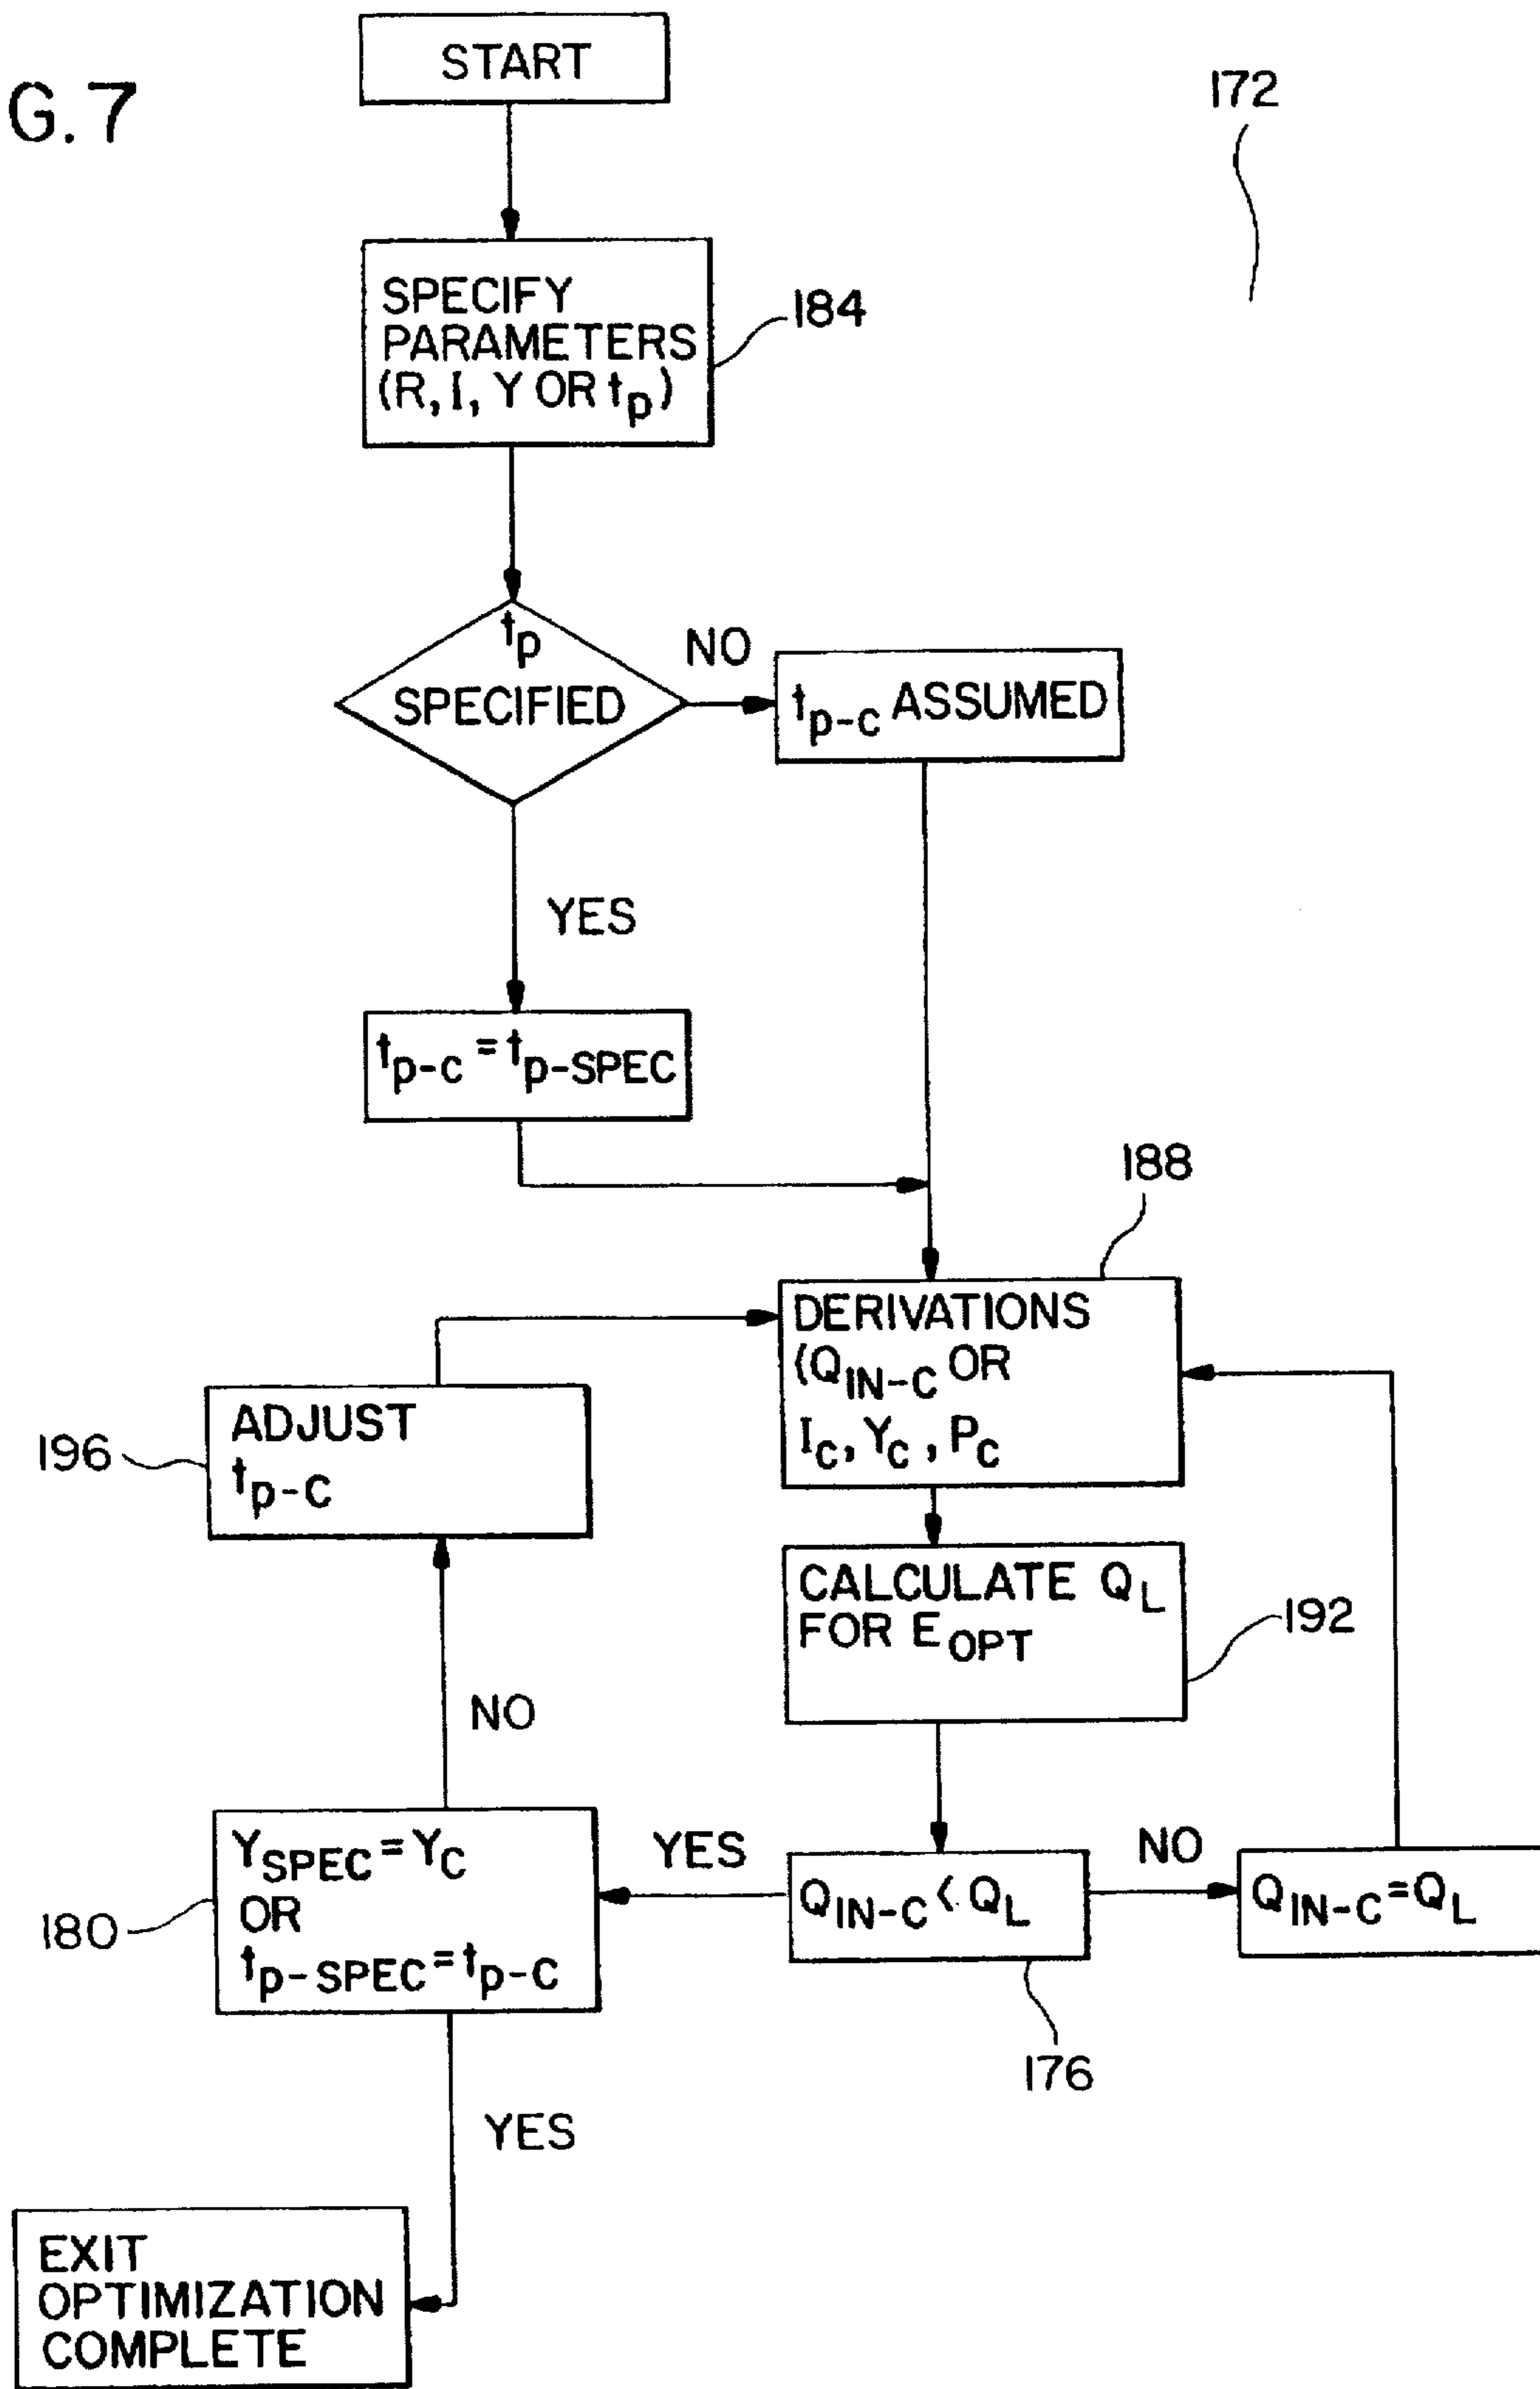 G. 7
START
172
SPECIFY
PARAMETERS
(R, I, Y OR tp)
184
tp
SPECIFIED
NO
tp-c ASSUMED
YES
tp-c = tp-SPEC
188
DERIVATIONS
(QIN-C OR
IC, YC, PC
ADJUST
tp-C
196
CALCULATE QL
FOR EOPT
192
NO
YSPEC = YC
OR
tp-SPEC = tp-C
180
YES
QIN-C < QL
NO
QIN-C = QL
176
YES
EXIT
OPTIMIZATION
COMPLETE